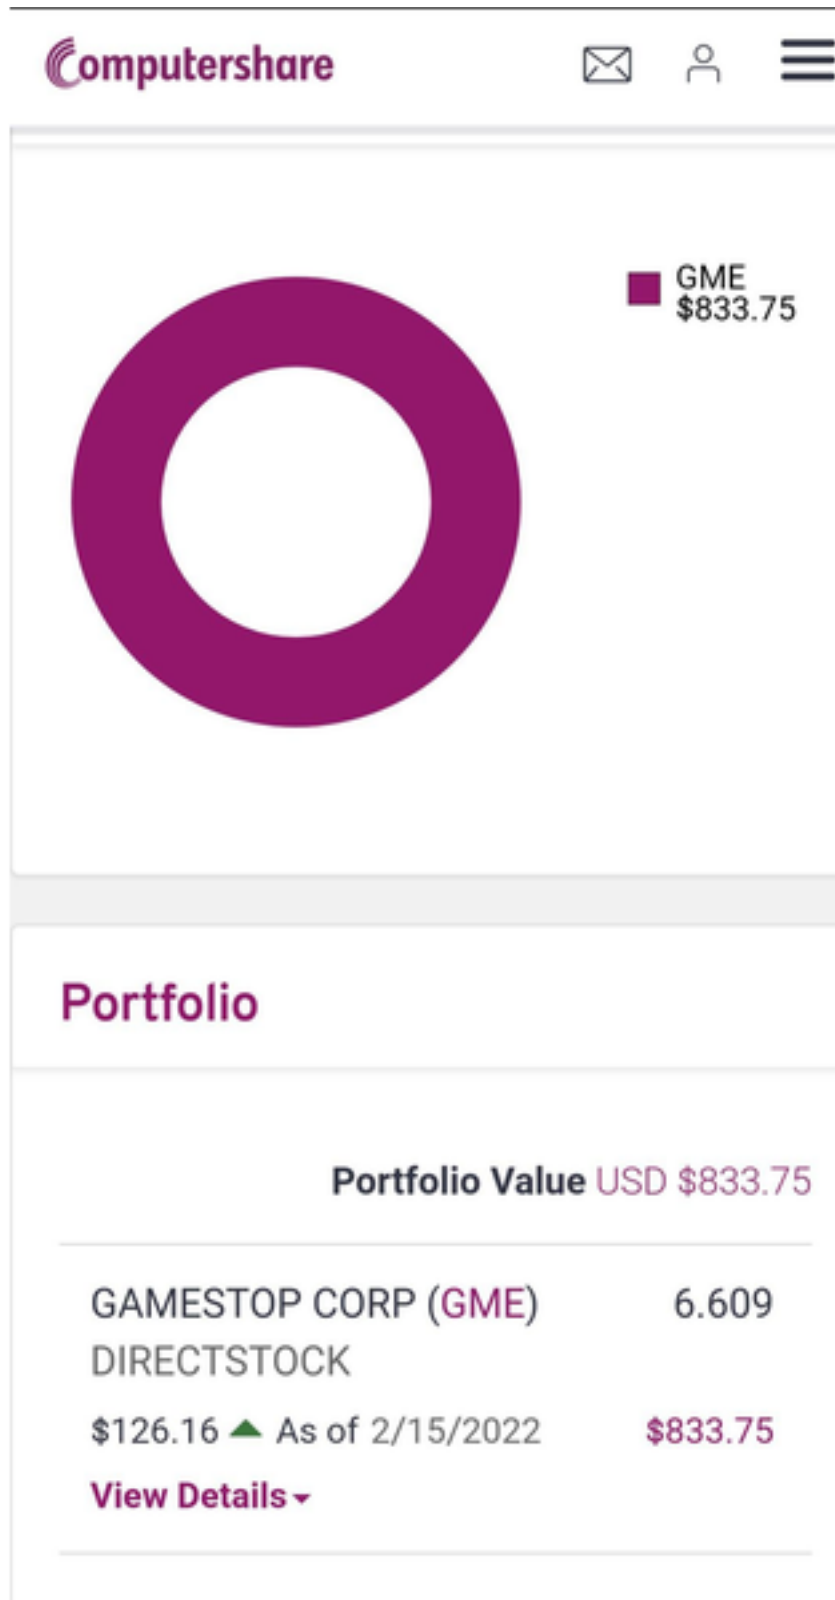 Computershare
GME
$833.75
Portfolio
Portfolio Value USD $833.75
GAMESTOP CORP (GME) 6.609
DIRECTSTOCK
$126.16 ▲ As of 2/15/2022 $833.75
View Details